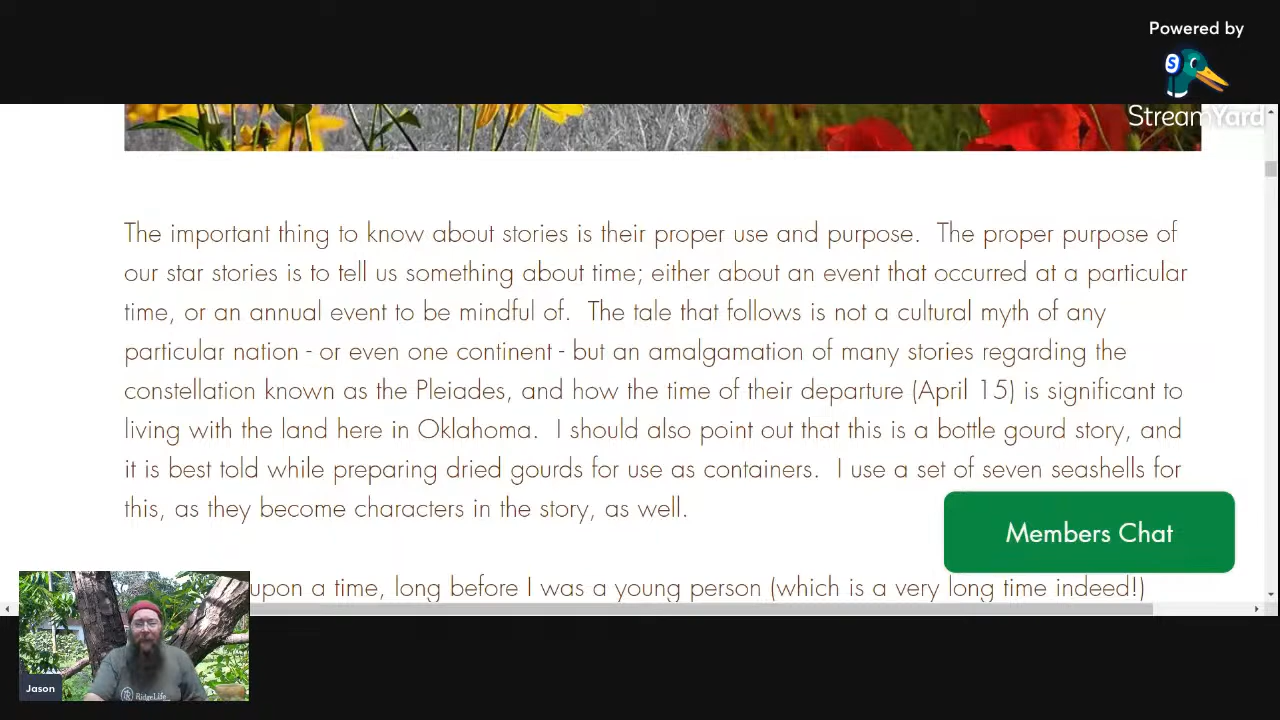 Powered by
StreamYard
The important thing to know about stories is their proper use and purpose.  The proper purpose of
our star stories is to tell us something about time; either about an event that occurred at a particular
time, or an annual event to be mindful of.  The tale that follows is not a cultural myth of any
particular nation - or even one continent - but an amalgamation of many stories regarding the
constellation known as the Pleiades, and how the time of their departure (April 15) is significant to
living with the land here in Oklahoma.  I should also point out that this is a bottle gourd story, and
it is best told while preparing dried gourds for use as containers.  I use a set of seven seashells for
this, as they become characters in the story, as well.
Members Chat
upon a time, long before I was a young person (which is a very long time indeed!)
RidgeLife
Jason